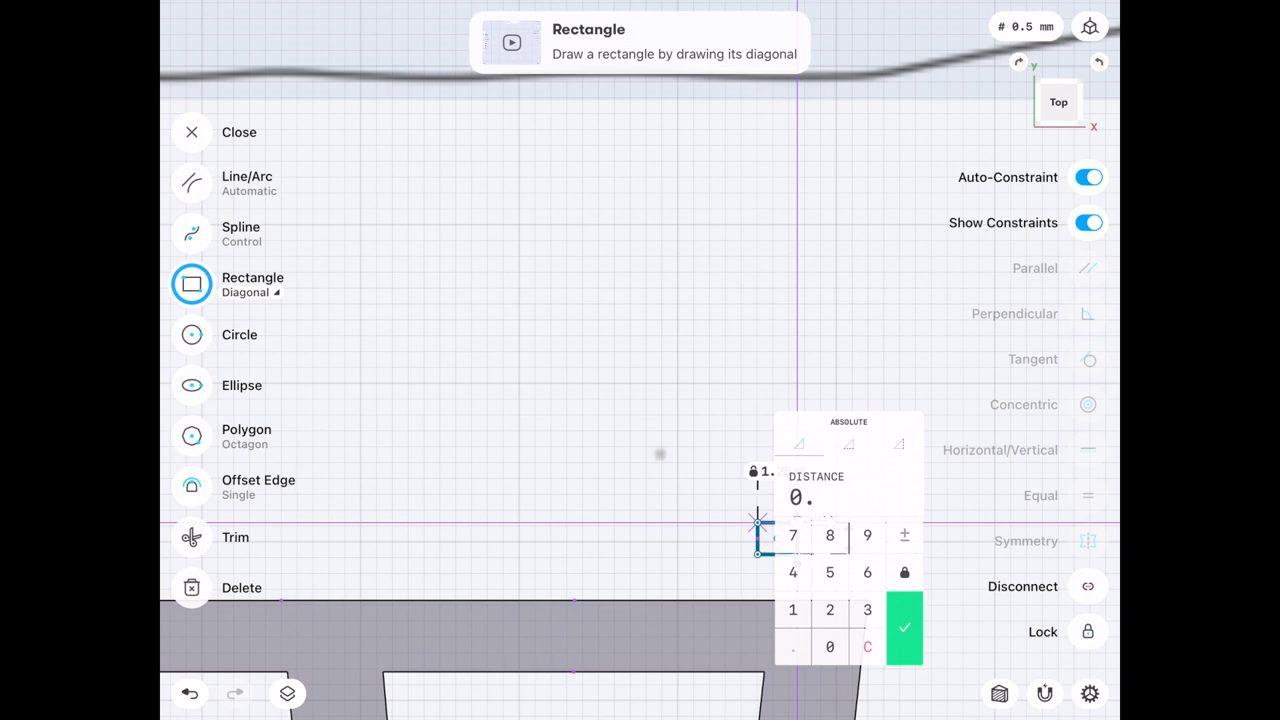 Rectangle
Draw a rectangle by drawing its diagonal
# 0.5 mm
y
Top
X
Close
Line/Arc
Automatic
Spline
Control
Rectangle
Diagonal
Circle
Ellipse
Polygon
Octagon
Offset Edge
Single
Trim
Delete
Auto-Constraint
Show Constraints
Parallel
Perpendicular
Tangent
Concentric
Horizontal/Vertical
Equal
Symmetry
Disconnect
Lock
1.
ABSOLUTE
DISTANCE
0.
7 8 9 ±
4 5 6
1 2 3
. 0 C